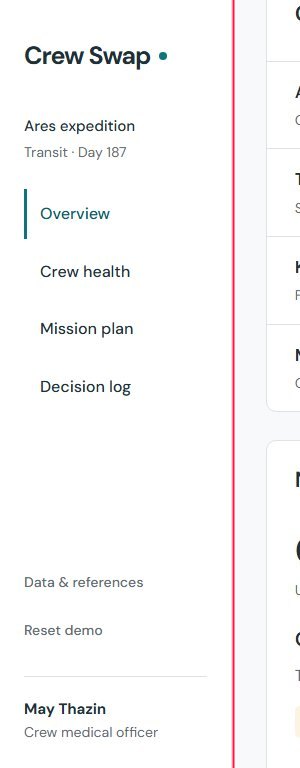 Crew Swap
Ares expedition
Transit · Day 187
Overview
Crew health
Mission plan
Decision log
Data & references
Reset demo
May Thazin
Crew medical officer